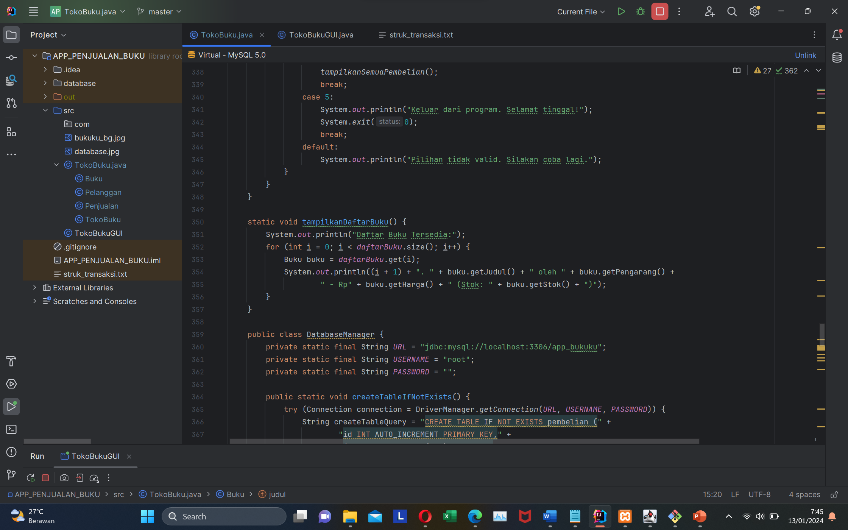 AP TokoBuku.java
master
Current File
Project
TokoBuku.java
TokoBukuGUI.java
struk_transaksi.txt
APP_PENJUALAN_BUKU library root
Virtual - MySQL 5.0
Unlink
.idea
database
out
src
com
bukuku_bg.jpg
database.jpg
TokoBuku.java
Buku
Pelanggan
Penjualan
TokoBuku
TokoBukuGUI
.gitignore
APP_PENJUALAN_BUKU.iml
struk_transaksi.txt
External Libraries
Scratches and Consoles
27 362
338 tampilkanSemuaPembelian();
339 break;
340 case 5:
341 System.out.println("Keluar dari program. Selamat tinggal!");
342 System.exit( status: 0);
343 break;
344 default:
345 System.out.println("Pilihan tidak valid. Silakan coba lagi.");
346 }
347 }
348 }
349
350 static void tampilkanDaftarBuku() {
351 System.out.println("Daftar Buku Tersedia:");
352 for (int i = 0; i < daftarBuku.size(); i++) {
353 Buku buku = daftarBuku.get(i);
354 System.out.println((i + 1) + ". " + buku.getJudul() + " oleh " + buku.getPengarang() +
355 " - Rp" + buku.getHarga() + " (Stok: " + buku.getStok() + ")");
356 }
357 }
358
359 public class DatabaseManager {
360 private static final String URL = "jdbc:mysql://localhost:3306/app_bukuku";
361 private static final String USERNAME = "root";
362 private static final String PASSWORD = "";
363
364 public static void createTableIfNotExists() {
365 try (Connection connection = DriverManager.getConnection(URL, USERNAME, PASSWORD)) {
366 String createTableQuery = "CREATE TABLE IF NOT EXISTS pembelian (" +
367 "id INT AUTO_INCREMENT PRIMARY KEY," +
Run
TokoBukuGUI
APP_PENJUALAN_BUKU > src > TokoBuku.java > Buku > judul
15:20 LF UTF-8 4 spaces
27°C
Berawan
Search
7:45
13/01/2024